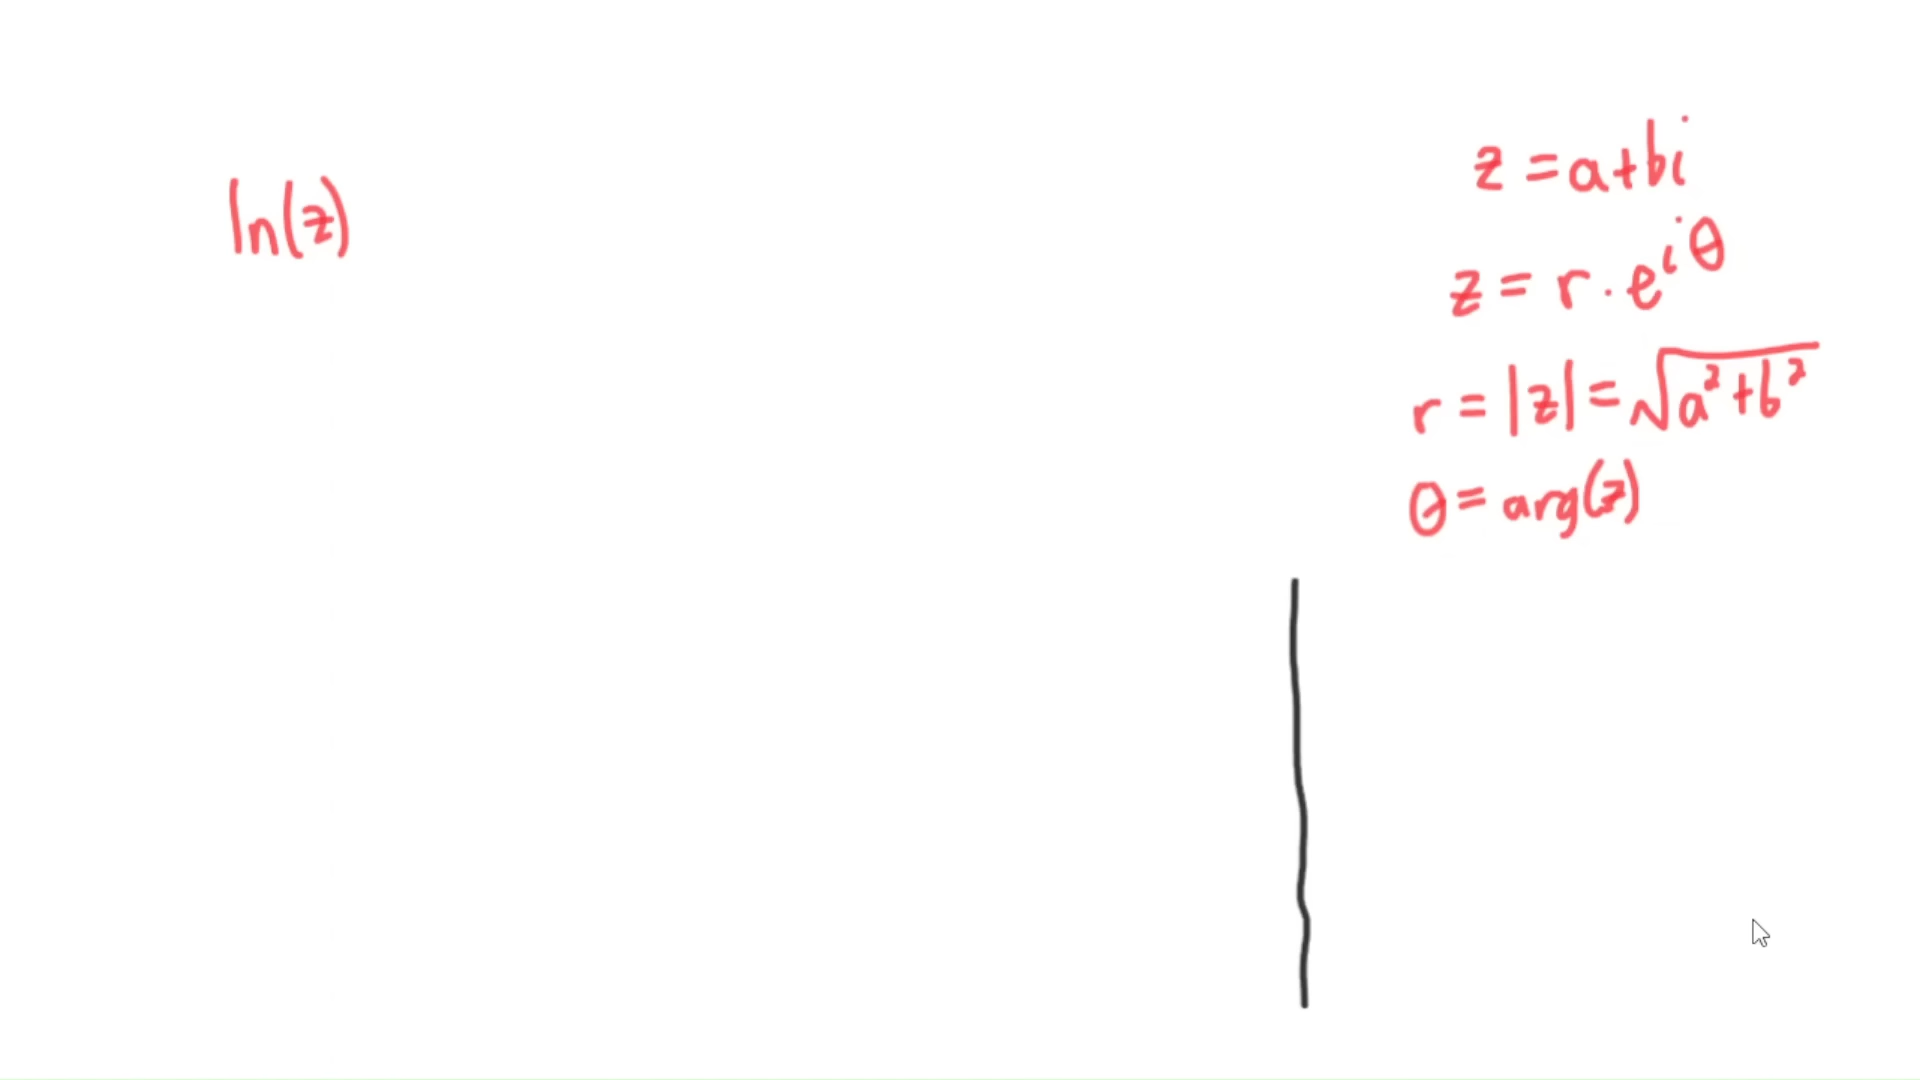 ln(z)
z = a+bi
z = r · e^{iθ}
r = |z| = √(a²+b²)
θ = arg(z)